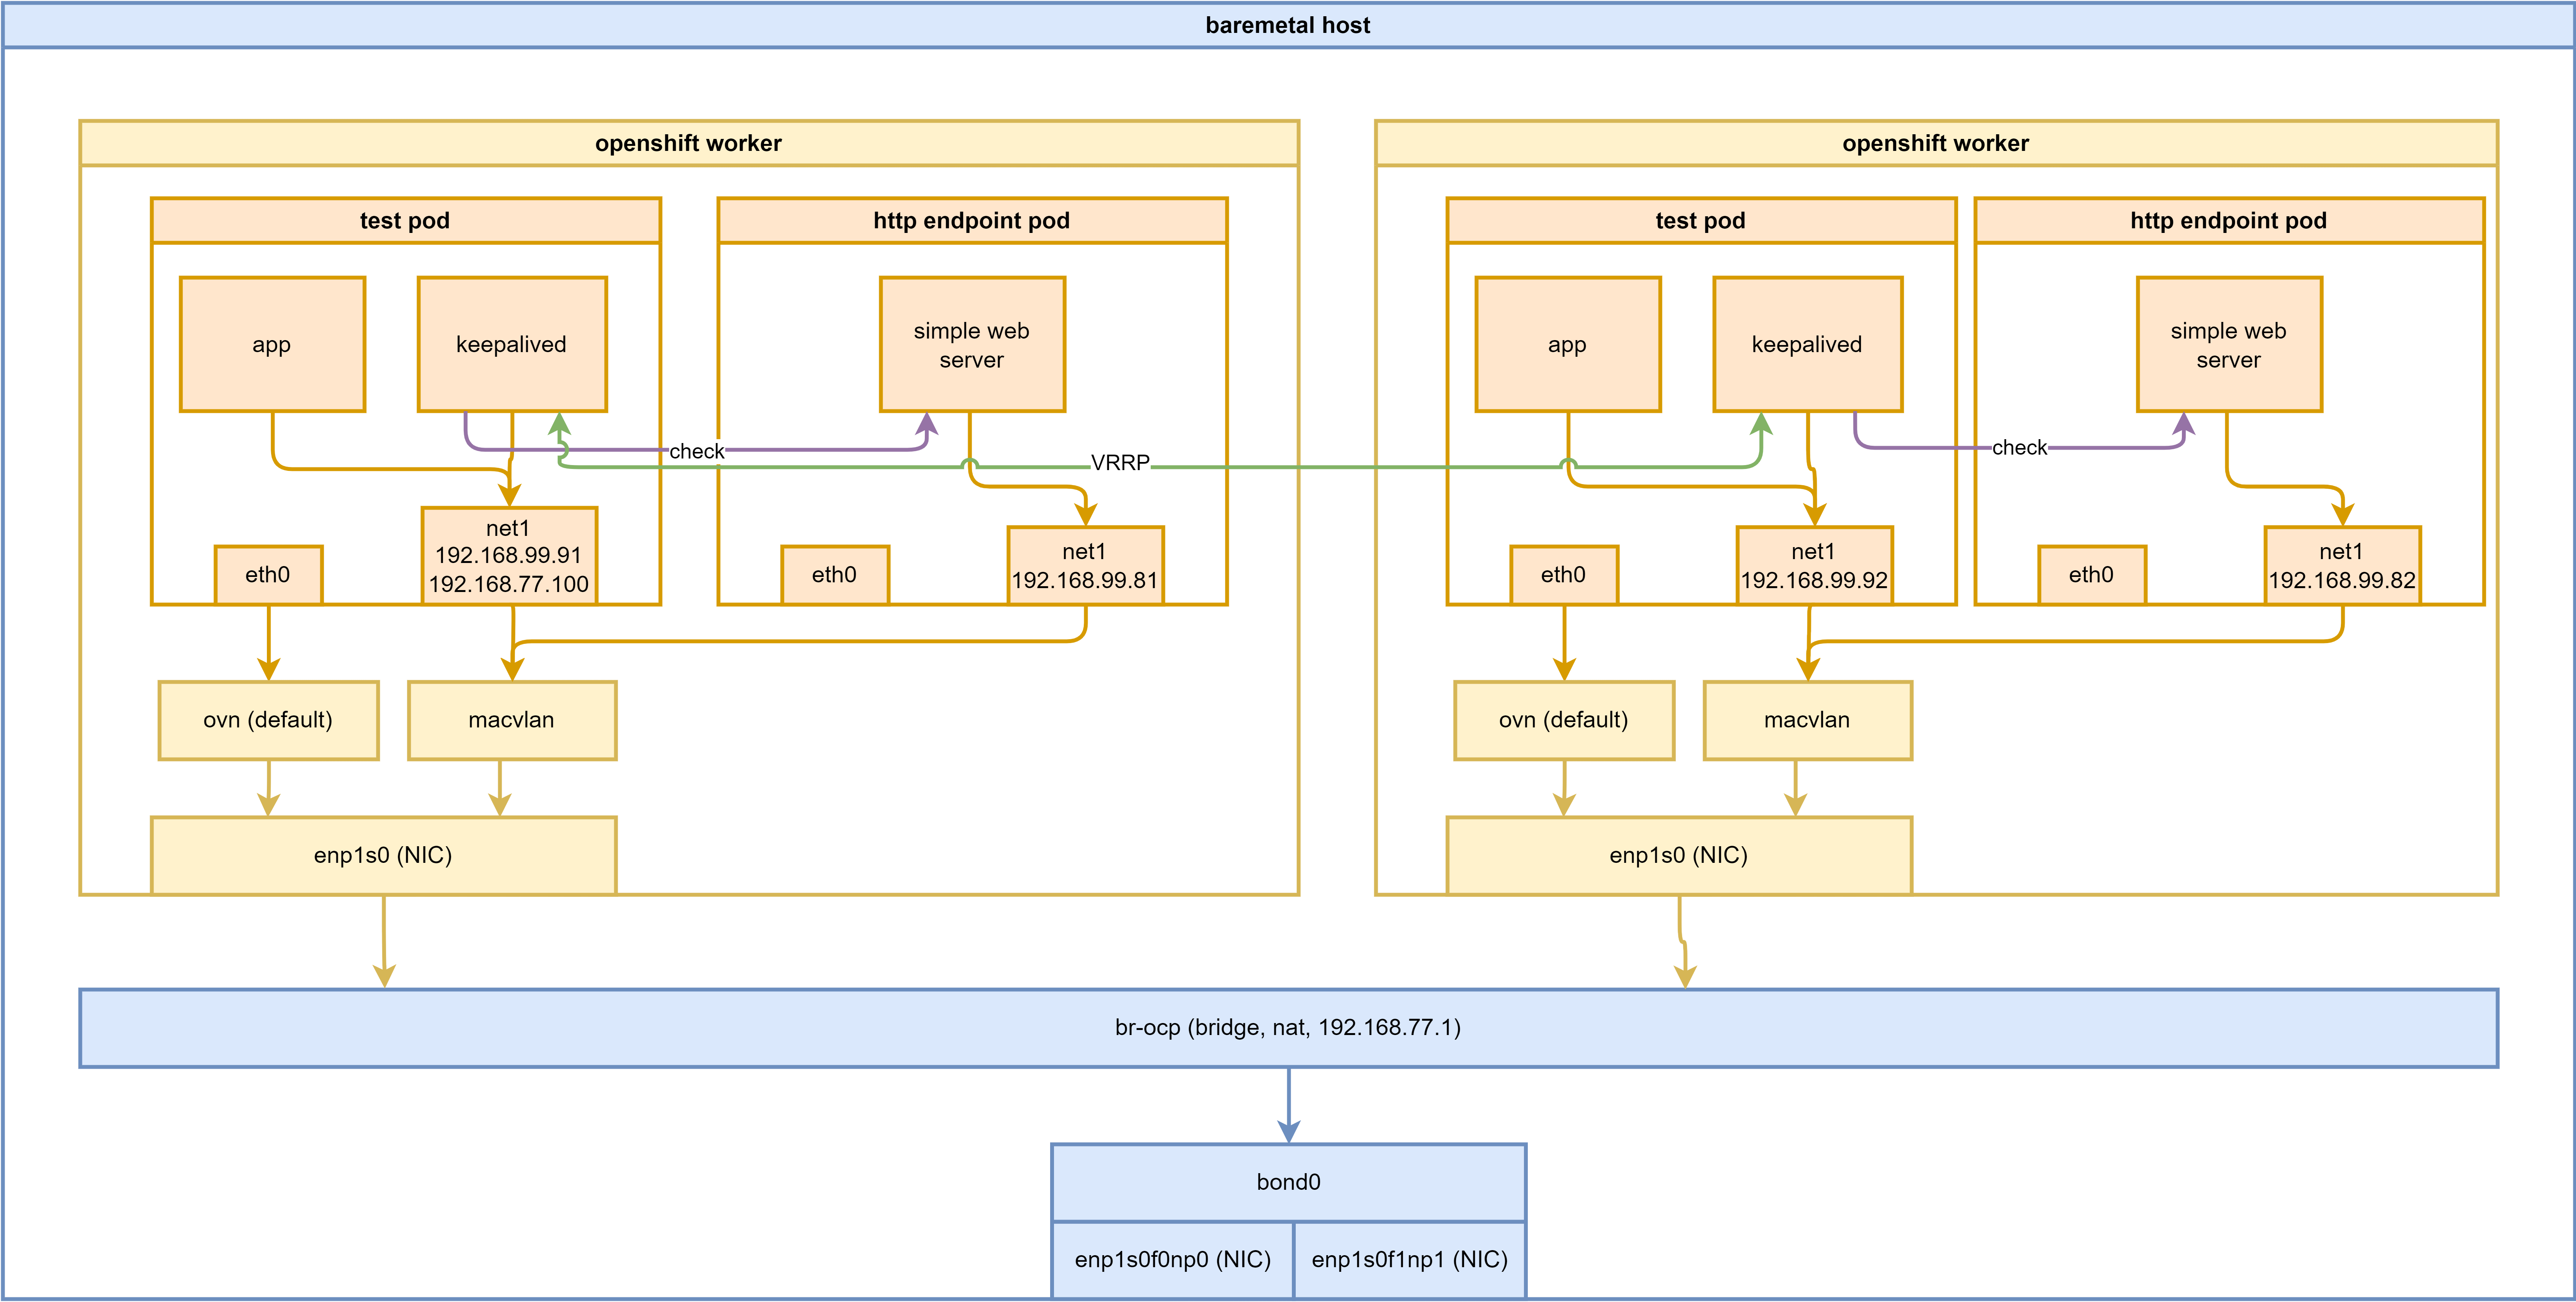 baremetal host
openshift worker
openshift worker
test pod
http endpoint pod
test pod
http endpoint pod
app
keepalived
simple web
server
app
keepalived
simple web
server
check
VRRP
check
eth0
net1
192.168.99.91
192.168.77.100
eth0
net1
192.168.99.81
eth0
net1
192.168.99.92
eth0
net1
192.168.99.82
ovn (default)
macvlan
ovn (default)
macvlan
enp1s0 (NIC)
enp1s0 (NIC)
br-ocp (bridge, nat, 192.168.77.1)
bond0
enp1s0f0np0 (NIC)
enp1s0f1np1 (NIC)